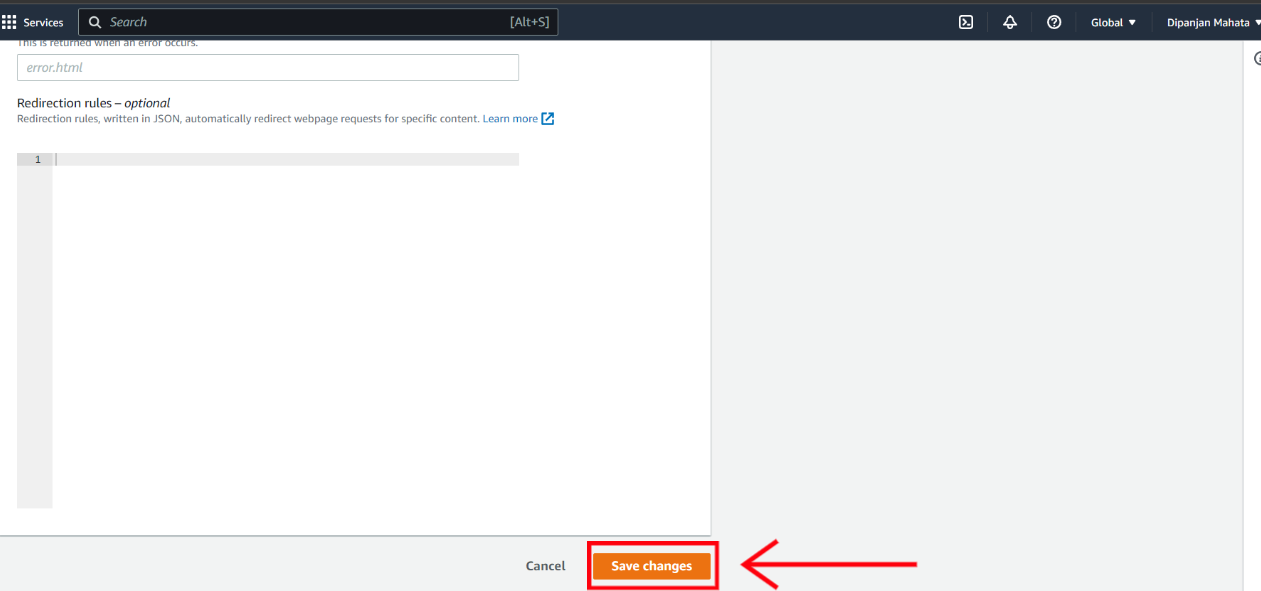 Services
Search
[Alt+S]
Global
Dipanjan Mahata
This is returned when an error occurs.
error.html
Redirection rules – optional
Redirection rules, written in JSON, automatically redirect webpage requests for specific content. Learn more
1
Cancel
Save changes